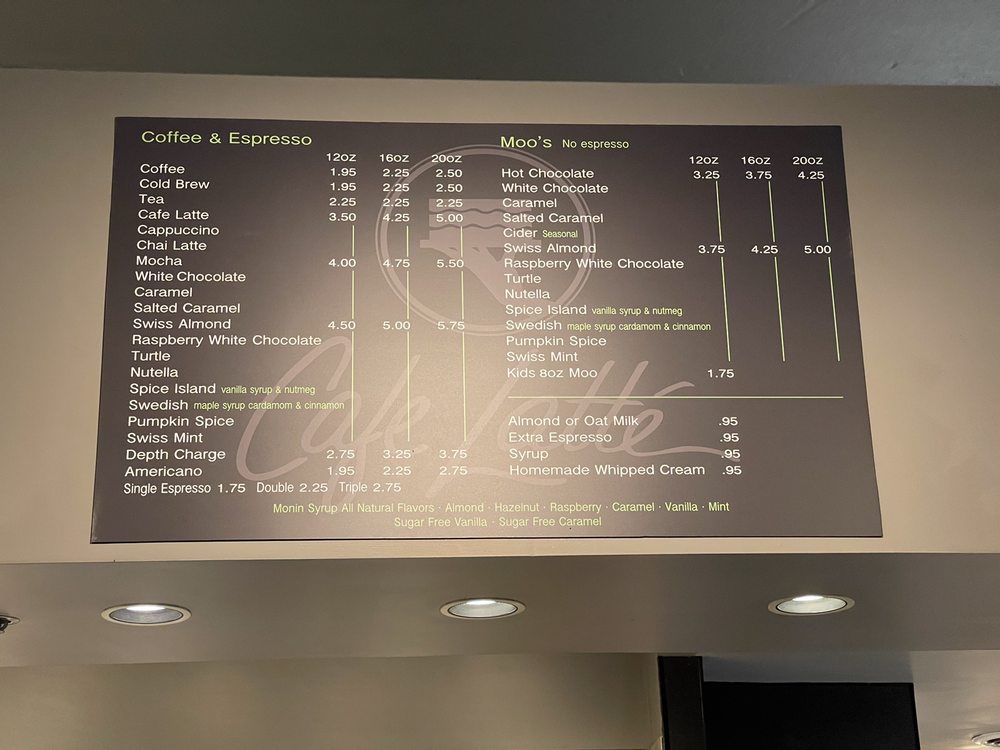 Coffee & Espresso
12oz 16oz 20oz
Coffee 1.95 2.25 2.50
Cold Brew 1.95 2.25 2.50
Tea 2.25 2.25 2.25
Cafe Latte 3.50 4.25 5.00
Cappuccino
Chai Latte
Mocha 4.00 4.75 5.50
White Chocolate
Caramel
Salted Caramel
Swiss Almond 4.50 5.00 5.75
Raspberry White Chocolate
Turtle
Nutella
Spice Island vanilla syrup & nutmeg
Swedish maple syrup cardamom & cinnamon
Pumpkin Spice
Swiss Mint
Depth Charge 2.75 3.25 3.75
Americano 1.95 2.25 2.75
Single Espresso 1.75 Double 2.25 Triple 2.75
Moo's No espresso
12oz 16oz 20oz
Hot Chocolate 3.25 3.75 4.25
White Chocolate
Caramel
Salted Caramel
Cider Seasonal
Swiss Almond 3.75 4.25 5.00
Raspberry White Chocolate
Turtle
Nutella
Spice Island vanilla syrup & nutmeg
Swedish maple syrup cardamom & cinnamon
Pumpkin Spice
Swiss Mint
Kids 8oz Moo 1.75
Almond or Oat Milk .95
Extra Espresso .95
Syrup .95
Homemade Whipped Cream .95
Monin Syrup All Natural Flavors · Almond · Hazelnut · Raspberry · Caramel · Vanilla · Mint
Sugar Free Vanilla · Sugar Free Caramel
Cafe Latté